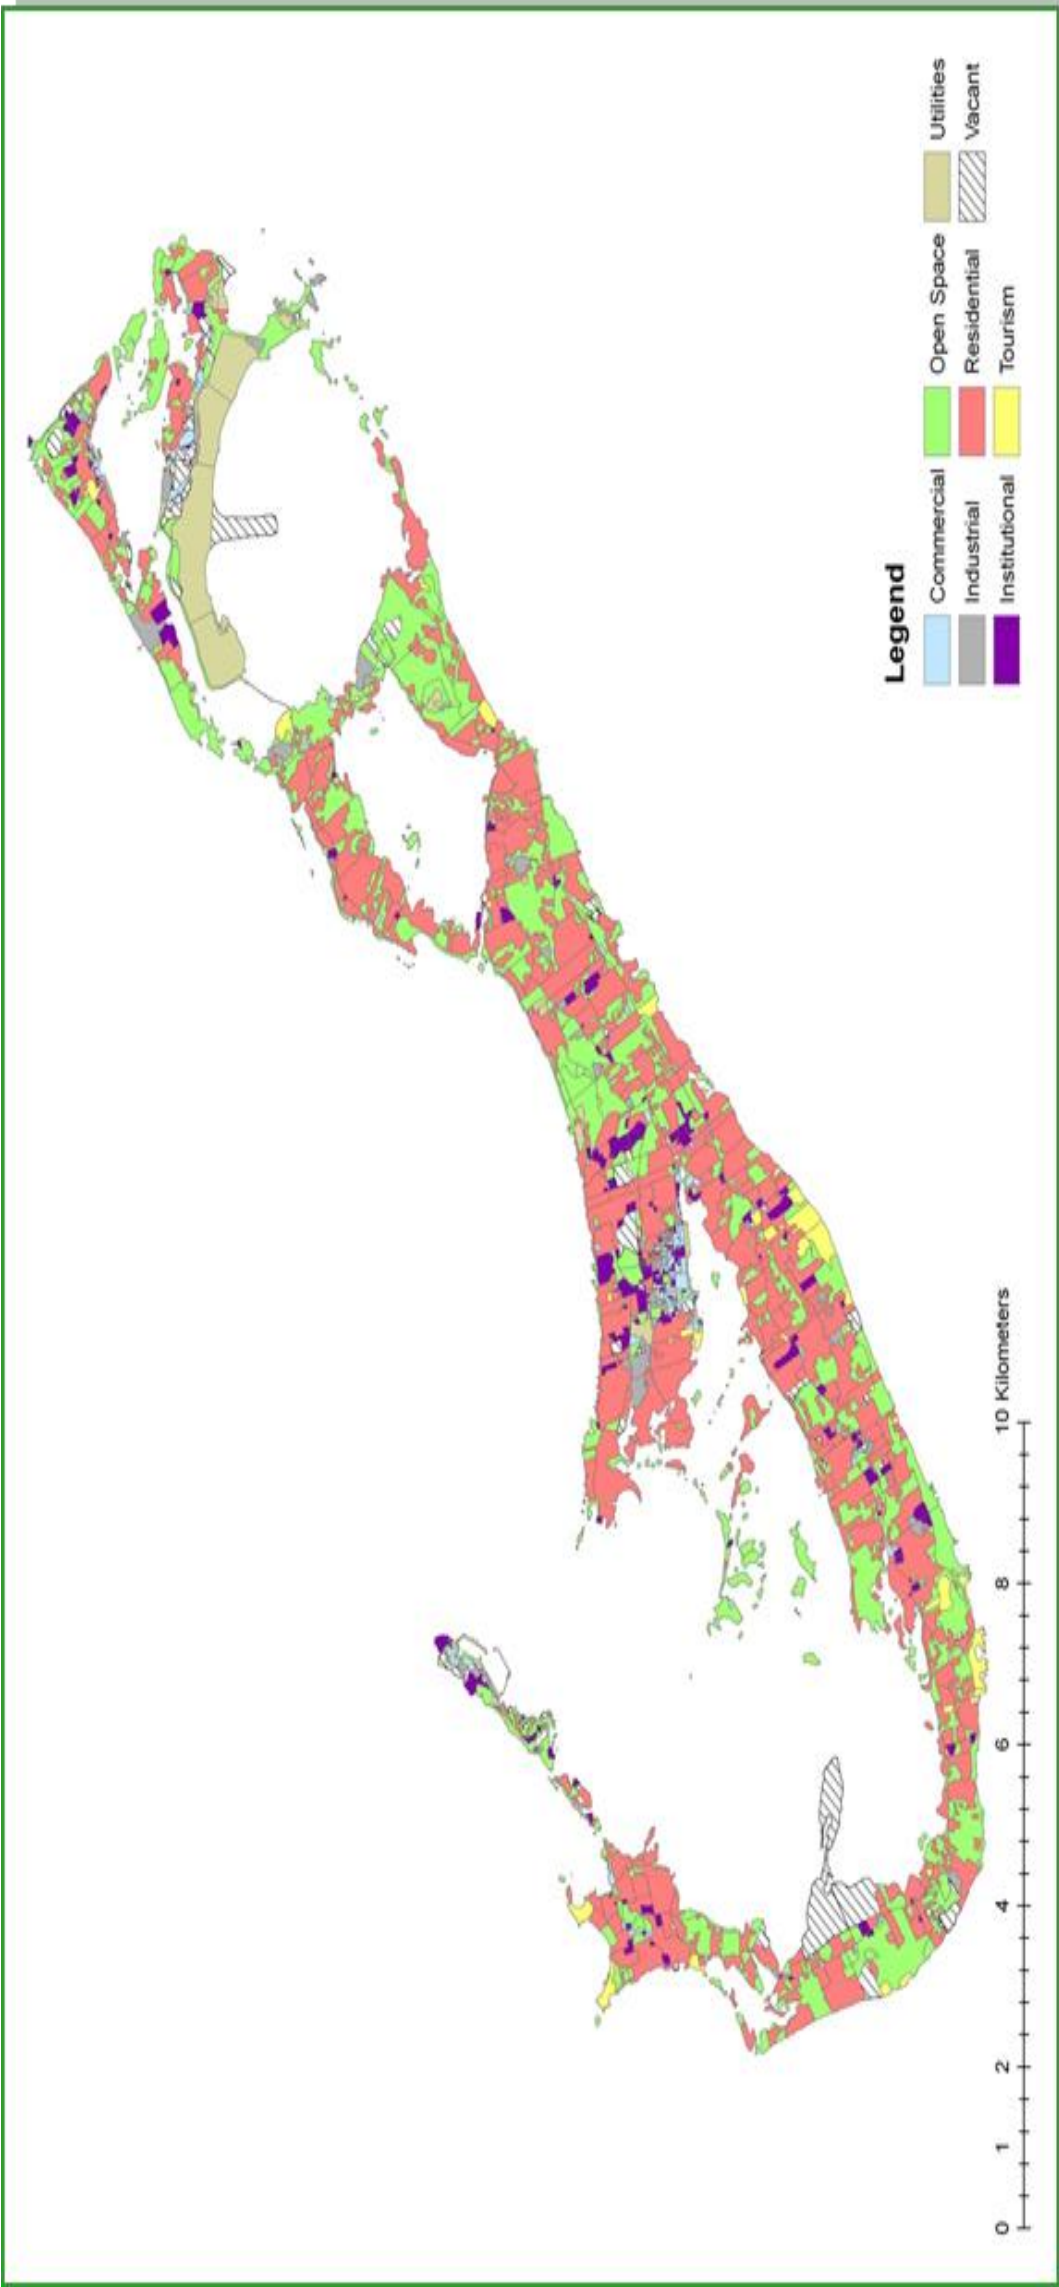 Legend
Commercial
Open Space
Utilities
Industrial
Residential
Vacant
Institutional
Tourism
0 1 2 4 6 8 10 Kilometers